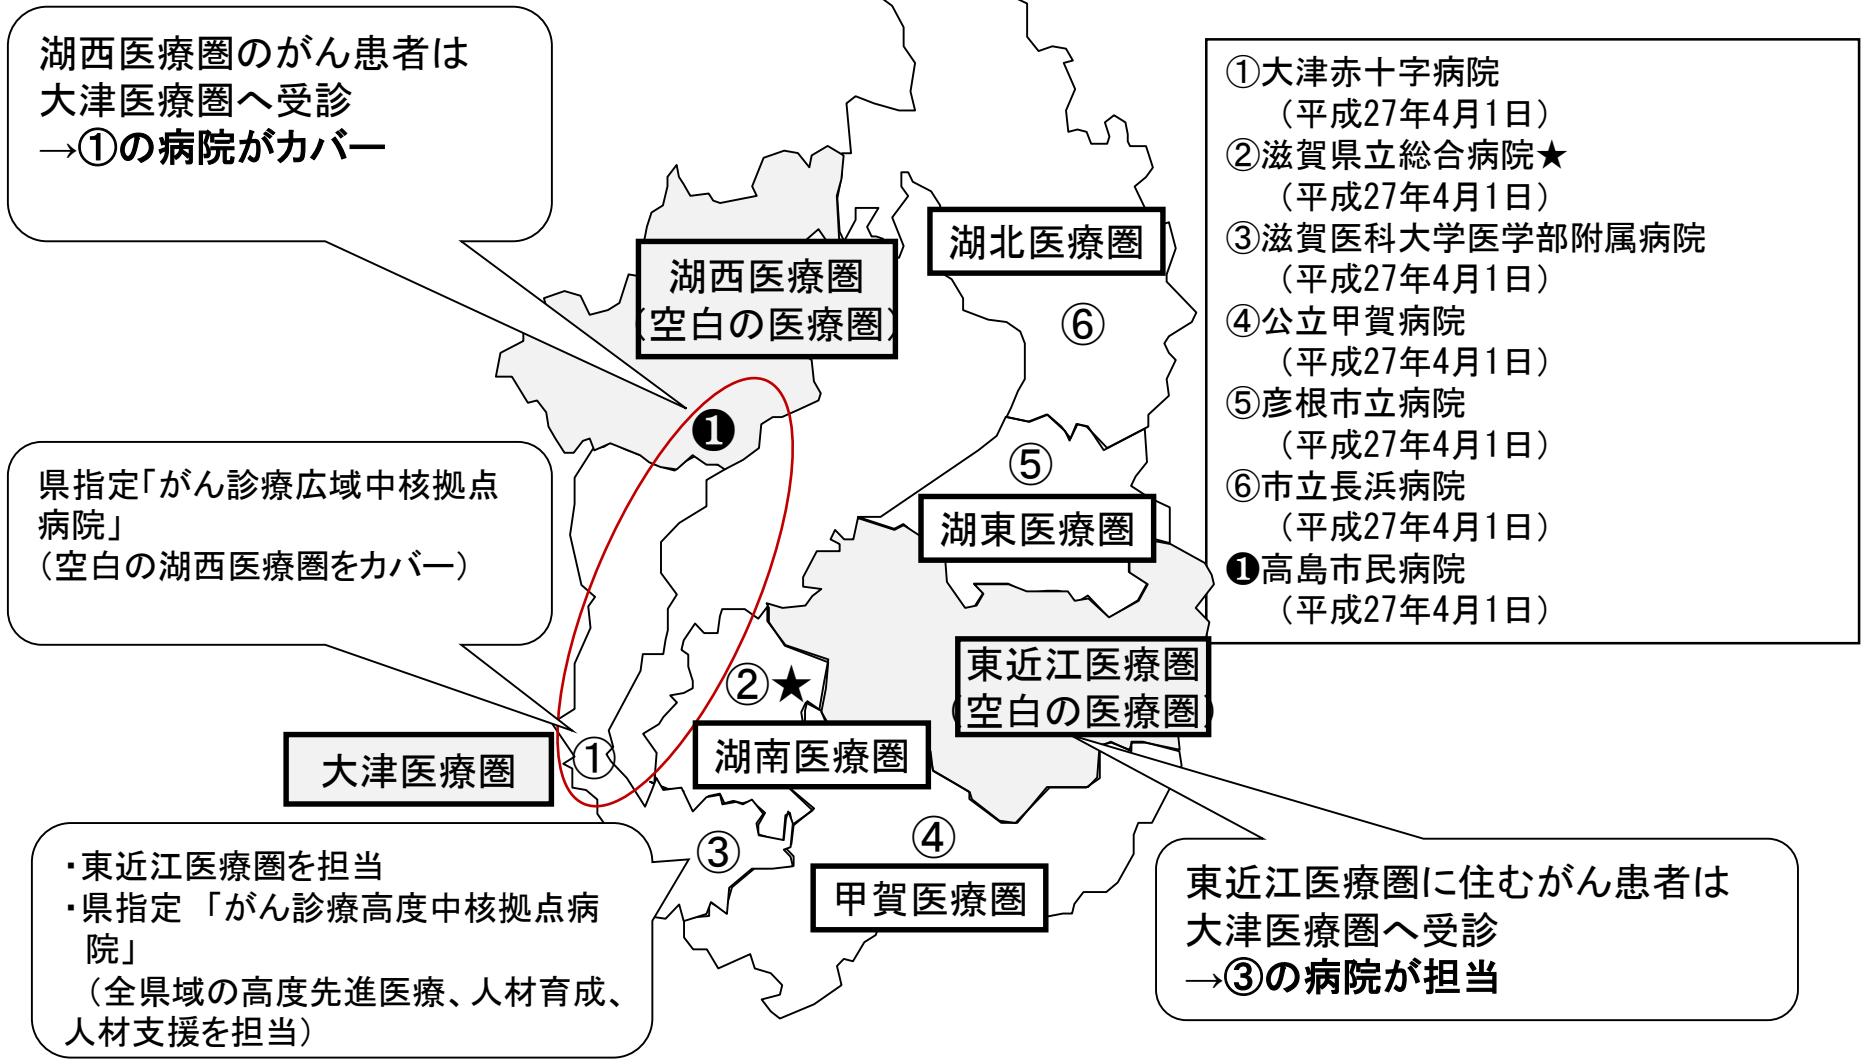 湖西医療圏のがん患者は
大津医療圏へ受診
→①の病院がカバー
①大津赤十字病院
（平成27年4月1日）
②滋賀県立総合病院★
（平成27年4月1日）
③滋賀医科大学医学部附属病院
（平成27年4月1日）
④公立甲賀病院
（平成27年4月1日）
⑤彦根市立病院
（平成27年4月1日）
⑥市立長浜病院
（平成27年4月1日）
❶高島市民病院
（平成27年4月1日）
湖北医療圏
湖西医療圏
（空白の医療圏）
⑥
❶
⑤
県指定「がん診療広域中核拠点
病院」
（空白の湖西医療圏をカバー）
湖東医療圏
東近江医療圏
（空白の医療圏）
②★
湖南医療圏
①
大津医療圏
④
③
甲賀医療圏
・東近江医療圏を担当
・県指定 「がん診療高度中核拠点病
院」
（全県域の高度先進医療、人材育成、
人材支援を担当）
東近江医療圏に住むがん患者は
大津医療圏へ受診
→③の病院が担当